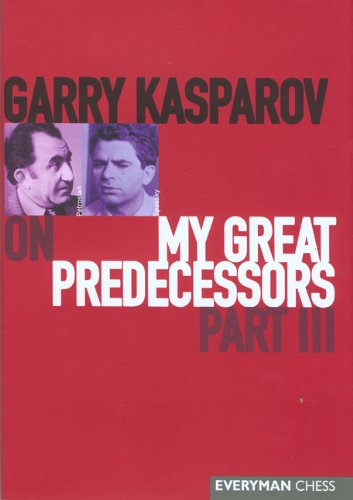 GARRY KASPAROV
Petrosian
Spassky
ON MY GREAT
PREDECESSORS
PART III
EVERYMAN CHESS